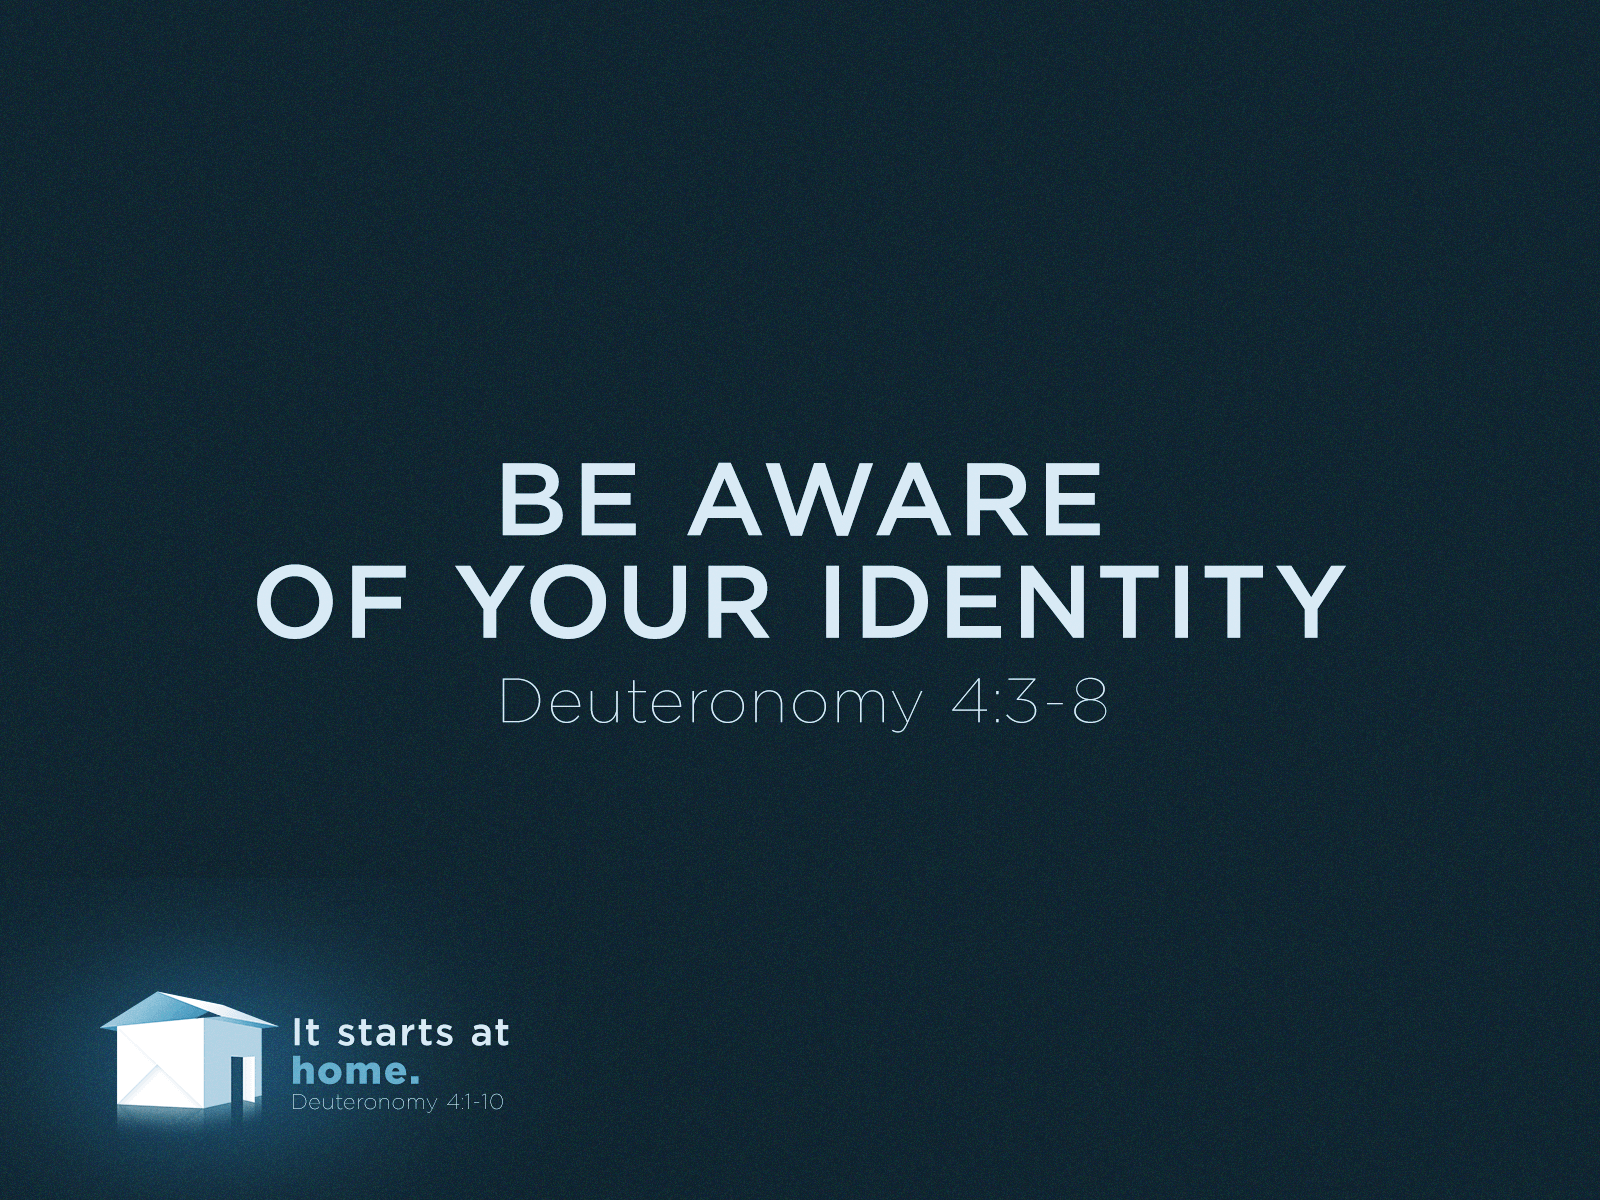 BE AWARE
OF YOUR IDENTITY
Deuteronomy 4:3-8
It starts at
home.
Deuteronomy 4:1-10